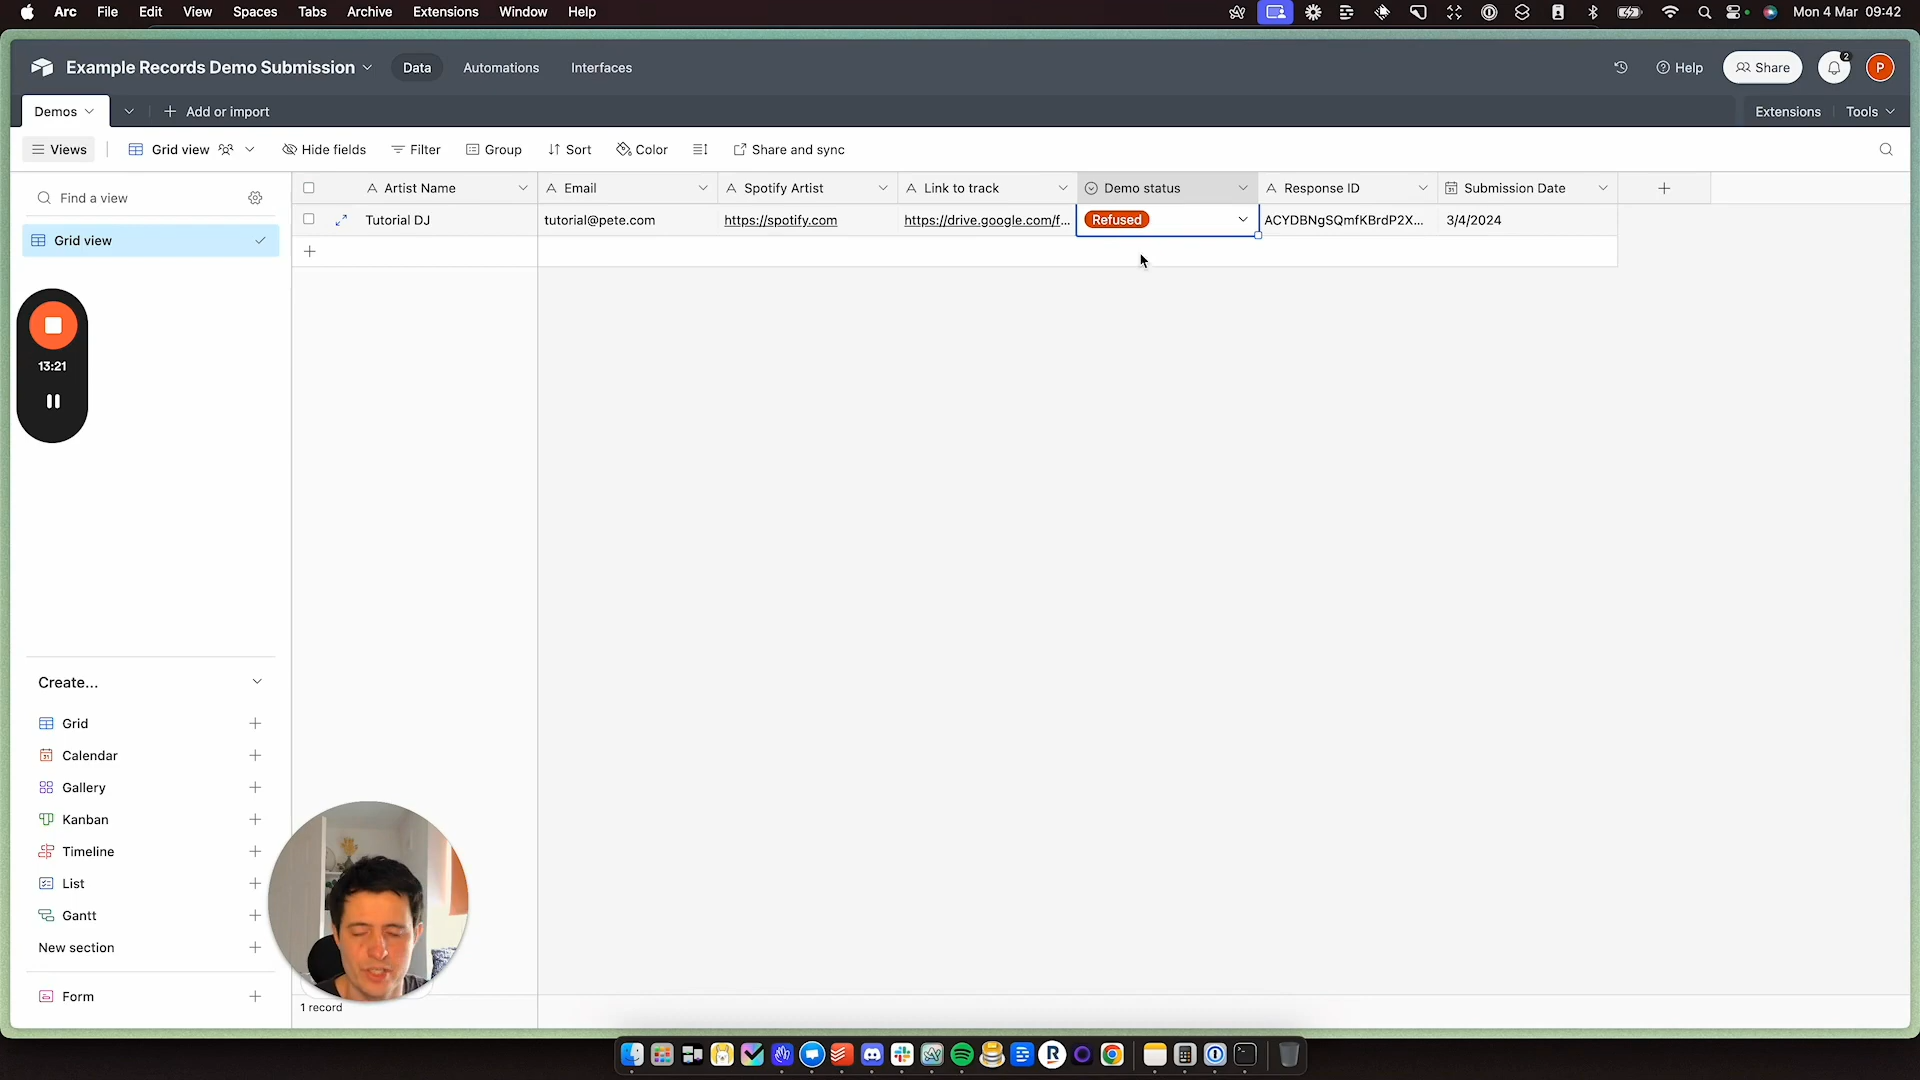 Arc File Edit View Spaces Tabs Archive Extensions Window Help Mon 4 Mar 09:42
Example Records Demo Submission Data Automations Interfaces Help Share 2 P
Demos Add or import Extensions Tools
Views Grid view Hide fields Filter Group Sort Color Share and sync
Find a view
Artist Name Email Spotify Artist Link to track Demo status Response ID Submission Date
Tutorial DJ tutorial@pete.com https://spotify.com https://drive.google.com/f... Refused ACYDBNgSQmfKBrdP2X... 3/4/2024
Grid view
13:21
Create...
Grid
Calendar
Gallery
Kanban
Timeline
List
Gantt
New section
Form
1 record